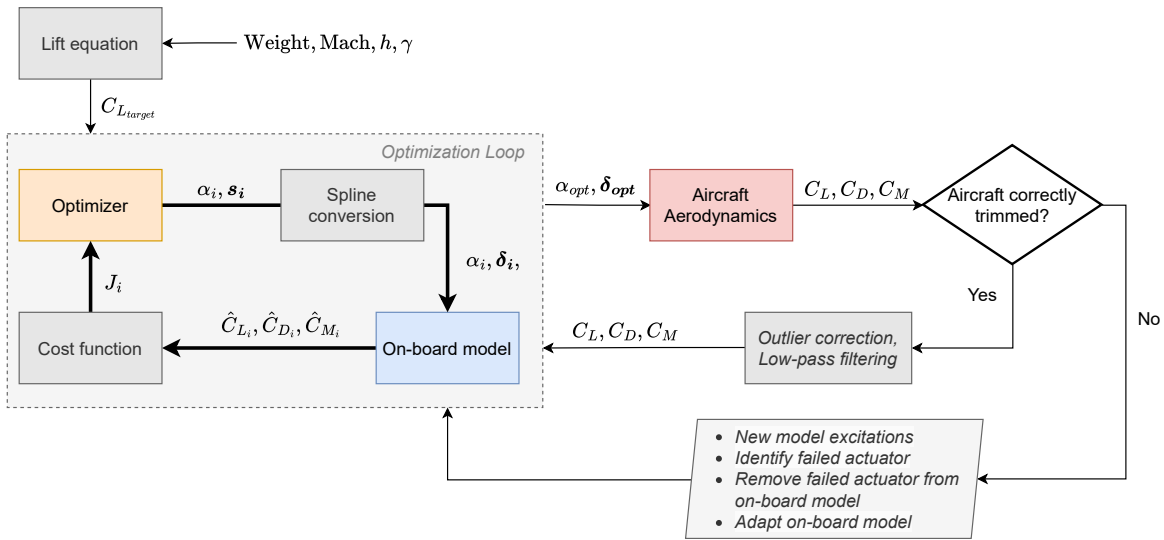 Lift equation
Weight, Mach, h, γ
C_{L_{target}}
Optimization Loop
Optimizer
α_i, s_i
Spline
conversion
α_{opt}, δ_{opt}
Aircraft
Aerodynamics
C_L, C_D, C_M
Aircraft correctly
trimmed?
α_i, δ_i,
J_i
Yes
No
Cost function
Ĉ_{L_i}, Ĉ_{D_i}, Ĉ_{M_i}
On-board model
C_L, C_D, C_M
Outlier correction,
Low-pass filtering
• New model excitations
• Identify failed actuator
• Remove failed actuator from
on-board model
• Adapt on-board model